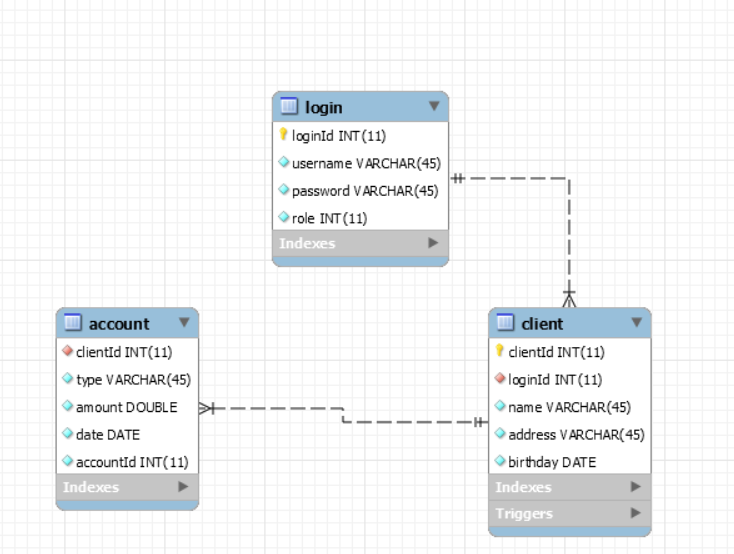 login
loginId INT(11)
username VARCHAR(45)
password VARCHAR(45)
role INT(11)
Indexes
account
clientId INT(11)
type VARCHAR(45)
amount DOUBLE
date DATE
accountId INT(11)
Indexes
client
clientId INT(11)
loginId INT(11)
name VARCHAR(45)
address VARCHAR(45)
birthday DATE
Indexes
Triggers